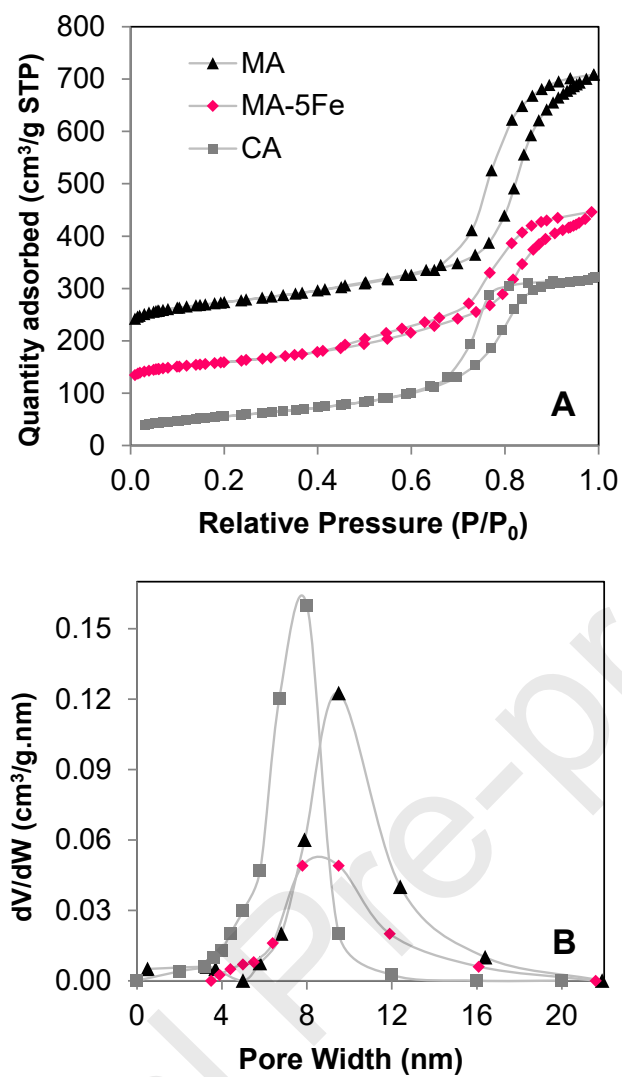 800
700
600
500
400
300
200
100
0
Quantity adsorbed (cm³/g STP)
MA
MA-5Fe
CA
A
0.0 0.2 0.4 0.6 0.8 1.0
Relative Pressure (P/P₀)
0.15
0.12
0.09
0.06
0.03
0.00
dV/dW (cm³/g.nm)
B
0 4 8 12 16 20
Pore Width (nm)
Pre-pr